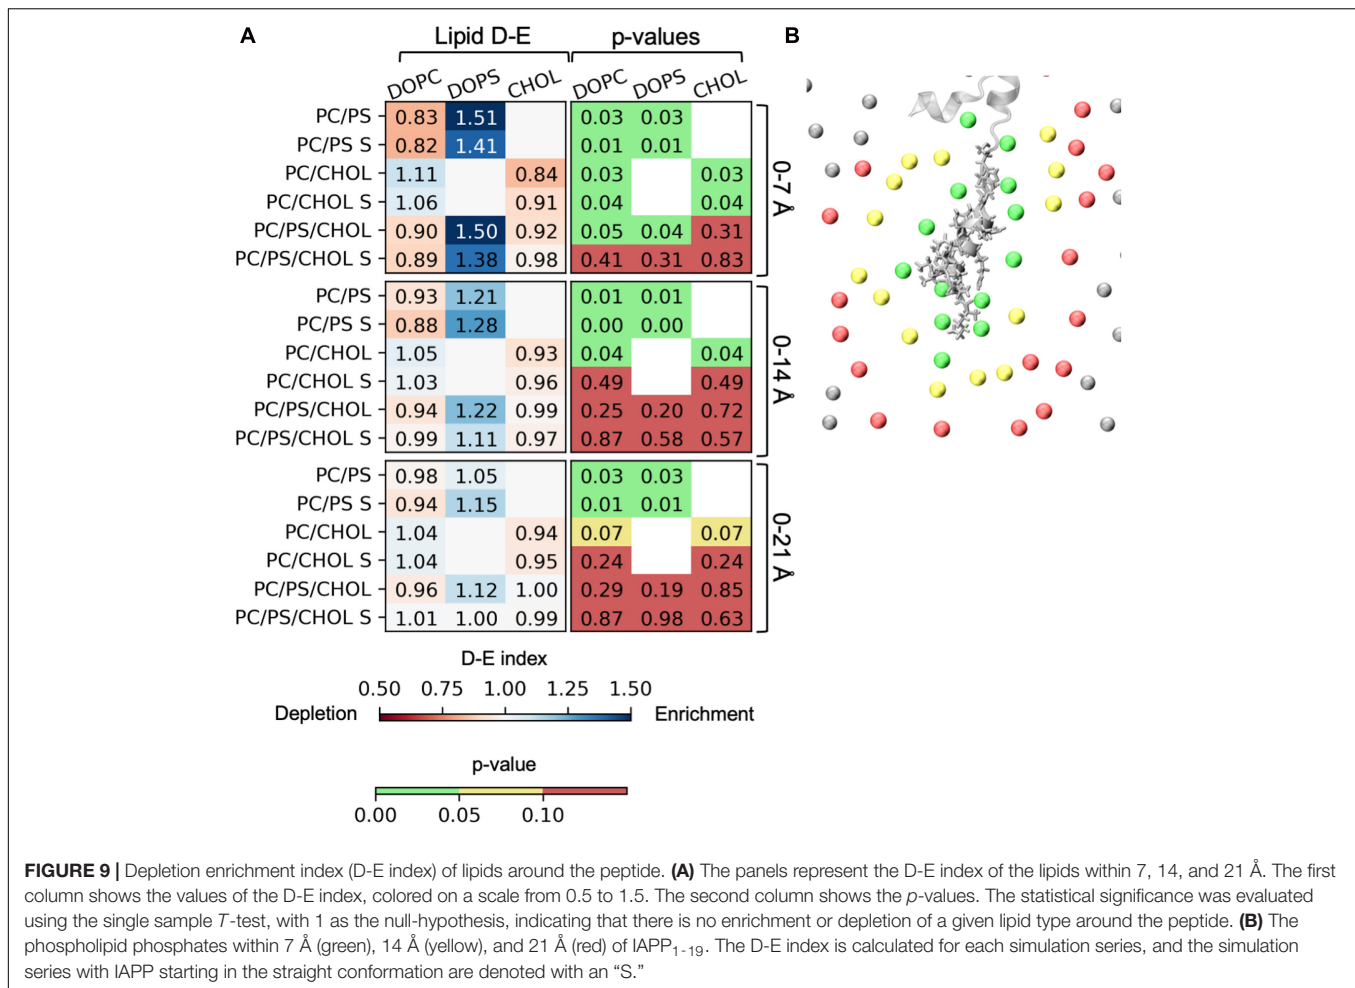 A Lipid D-E p-values B
DOPC DOPS CHOL DOPC DOPS CHOL
PC/PS 0.83 1.51 0.03 0.03
PC/PS S 0.82 1.41 0.01 0.01
PC/CHOL 1.11 0.84 0.03 0.03
PC/CHOL S 1.06 0.91 0.04 0.04
PC/PS/CHOL 0.90 1.50 0.92 0.05 0.04 0.31
PC/PS/CHOL S 0.89 1.38 0.98 0.41 0.31 0.83
0-7 Å
PC/PS 0.93 1.21 0.01 0.01
PC/PS S 0.88 1.28 0.00 0.00
PC/CHOL 1.05 0.93 0.04 0.04
PC/CHOL S 1.03 0.96 0.49 0.49
PC/PS/CHOL 0.94 1.22 0.99 0.25 0.20 0.72
PC/PS/CHOL S 0.99 1.11 0.97 0.87 0.58 0.57
0-14 Å
PC/PS 0.98 1.05 0.03 0.03
PC/PS S 0.94 1.15 0.01 0.01
PC/CHOL 1.04 0.94 0.07 0.07
PC/CHOL S 1.04 0.95 0.24 0.24
PC/PS/CHOL 0.96 1.12 1.00 0.29 0.19 0.85
PC/PS/CHOL S 1.01 1.00 0.99 0.87 0.98 0.63
0-21 Å
D-E index
0.50 0.75 1.00 1.25 1.50
Depletion Enrichment
p-value
0.00 0.05 0.10
FIGURE 9 | Depletion enrichment index (D-E index) of lipids around the peptide. (A) The panels represent the D-E index of the lipids within 7, 14, and 21 Å. The first
column shows the values of the D-E index, colored on a scale from 0.5 to 1.5. The second column shows the p-values. The statistical significance was evaluated
using the single sample T-test, with 1 as the null-hypothesis, indicating that there is no enrichment or depletion of a given lipid type around the peptide. (B) The
phospholipid phosphates within 7 Å (green), 14 Å (yellow), and 21 Å (red) of IAPP1-19. The D-E index is calculated for each simulation series, and the simulation
series with IAPP starting in the straight conformation are denoted with an “S.”